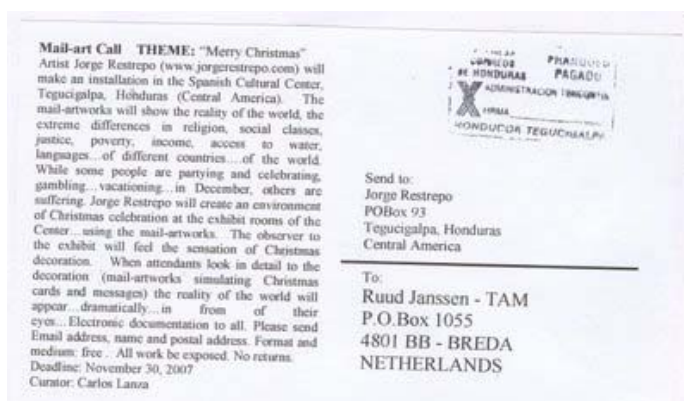 Mail-art Call THEME: "Merry Christmas"
Artist Jorge Restrepo (www.jorgerestrepo.com) will
make an installation in the Spanish Cultural Center,
Tegucigalpa, Honduras (Central America). The
mail-artworks will show the reality of the world, the
extreme differences in religion, social classes,
justice, poverty, income, access to water,
languages...of different countries....of the world.
While some people are partying and celebrating,
gambling...vacationing...in December, others are
suffering. Jorge Restrepo will create an environment
of Christmas celebration at the exhibit rooms of the
Center...using the mail-artworks. The observer to
the exhibit will feel the sensation of Christmas
decoration. When attendants look in detail to the
decoration (mail-artworks simulating Christmas
cards and messages) the reality of the world will
appear...dramatically...in from of their
eyes...Electronic documentation to all. Please send
Email address, name and postal address. Format and
medium: free . All work be exposed. No returns.
Deadline: November 30, 2007
Curator: Carlos Lanza
CORREOS
DE HONDURAS
FRANQUEO
PAGADO
ADMINISTRACION
FIRMA
HONDUCOR TEGUCIGALPA
Send to:
Jorge Restrepo
POBox 93
Tegucigalpa, Honduras
Central America
To:
Ruud Janssen - TAM
P.O.Box 1055
4801 BB - BREDA
NETHERLANDS